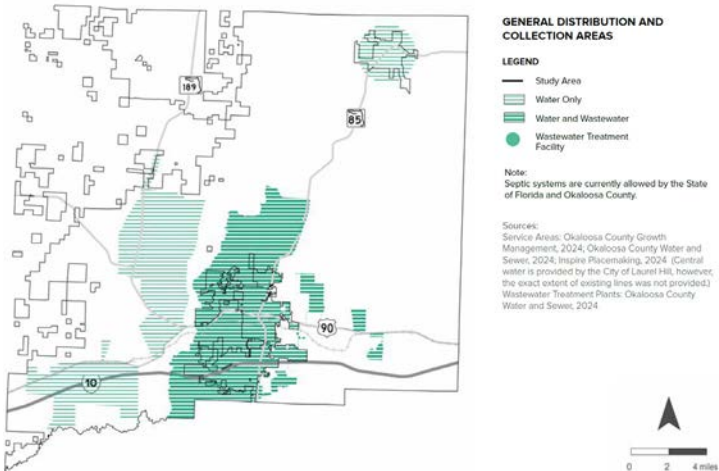 GENERAL DISTRIBUTION AND
COLLECTION AREAS
LEGEND
Study Area
Water Only
Water and Wastewater
Wastewater Treatment
Facility
Note:
Septic systems are currently allowed by the State
of Florida and Okaloosa County.
Sources:
Service Areas: Okaloosa County Growth
Management, 2024; Okaloosa County Water and
Sewer, 2024; Inspire Placemaking, 2024 (Central
water is provided by the City of Laurel Hill, however,
the exact extent of existing lines was not provided.)
Wastewater Treatment Plants: Okaloosa County
Water and Sewer, 2024
189
85
90
10
0 2 4 miles